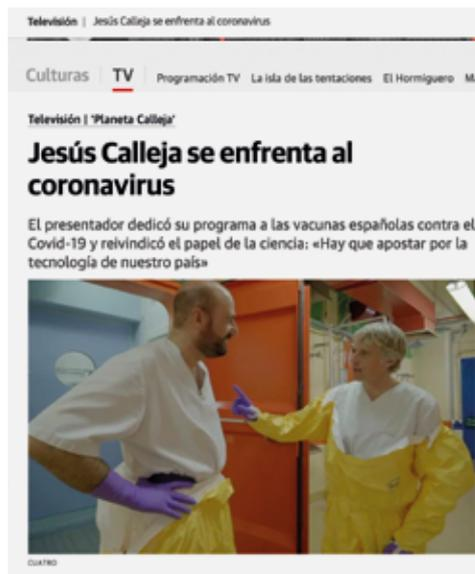 Televisión | Jesús Calleja se enfrenta al coronavirus
Culturas | TV Programación TV La isla de las tentaciones El Hormiguero
Televisión | 'Planeta Calleja'
Jesús Calleja se enfrenta al
coronavirus
El presentador dedicó su programa a las vacunas españolas contra el
Covid-19 y reivindicó el papel de la ciencia: «Hay que apostar por la
tecnología de nuestro país»
CUATRO